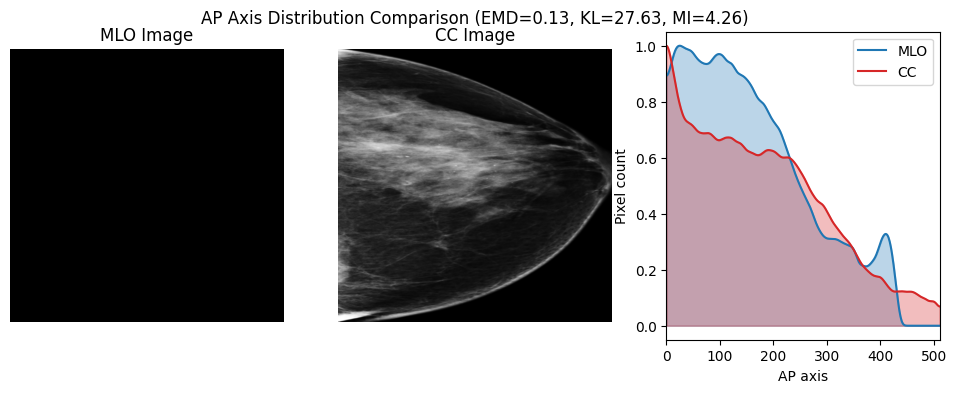 AP Axis Distribution Comparison (EMD=0.13, KL=27.63, MI=4.26)
MLO Image
CC Image
MLO
CC
Pixel count
1.0
0.8
0.6
0.4
0.2
0.0
0 100 200 300 400 500
AP axis